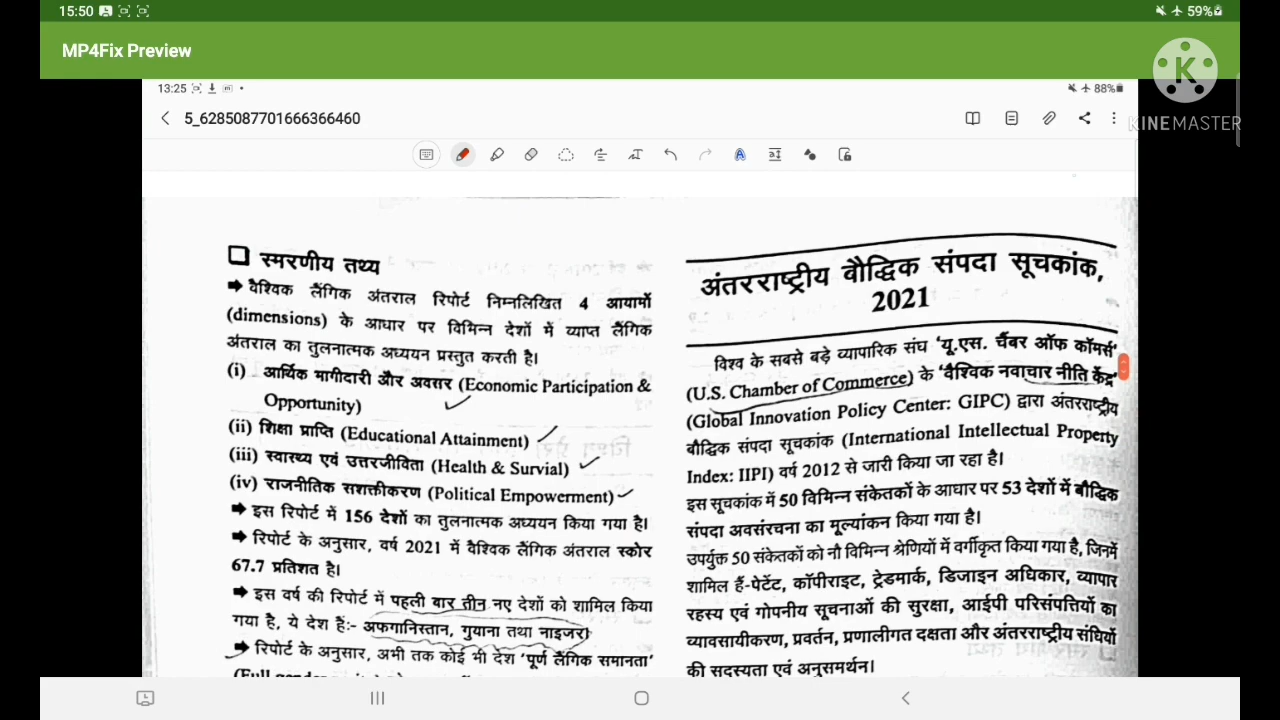 15:50
59%
MP4Fix Preview
KINEMASTER
13:25
88%
5_6285087701666366460
स्मरणीय तथ्य
वैश्विक लैंगिक अंतराल रिपोर्ट निम्नलिखित 4 आयामों
(dimensions) के आधार पर विभिन्न देशों में व्याप्त लैंगिक
अंतराल का तुलनात्मक अध्ययन प्रस्तुत करती है।
(i) आर्थिक भागीदारी और अवसर (Economic Participation &
Opportunity)
(ii) शिक्षा प्राप्ति (Educational Attainment)
(iii) स्वास्थ्य एवं उत्तरजीविता (Health & Survial)
(iv) राजनीतिक सशक्तीकरण (Political Empowerment)
इस रिपोर्ट में 156 देशों का तुलनात्मक अध्ययन किया गया है।
रिपोर्ट के अनुसार, वर्ष 2021 में वैश्विक लैंगिक अंतराल स्कोर
67.7 प्रतिशत है।
इस वर्ष की रिपोर्ट में पहली बार तीन नए देशों को शामिल किया
गया है, ये देश हैं:- अफगानिस्तान, गुयाना तथा नाइजर।
रिपोर्ट के अनुसार, अभी तक कोई भी देश 'पूर्ण लैंगिक समानता'
अंतरराष्ट्रीय बौद्धिक संपदा सूचकांक,
2021
विश्व के सबसे बड़े व्यापारिक संघ 'यू.एस. चैंबर ऑफ कॉमर्स'
(U.S. Chamber of Commerce) के 'वैश्विक नवाचार नीति केंद्र'
(Global Innovation Policy Center: GIPC) द्वारा अंतरराष्ट्रीय
बौद्धिक संपदा सूचकांक (International Intellectual Property
Index: IIPI) वर्ष 2012 से जारी किया जा रहा है।
इस सूचकांक में 50 विभिन्न संकेतकों के आधार पर 53 देशों में बौद्धिक
संपदा अवसंरचना का मूल्यांकन किया गया है।
उपर्युक्त 50 संकेतकों को नौ विभिन्न श्रेणियों में वर्गीकृत किया गया है, जिनमें
शामिल हैं-पेटेंट, कॉपीराइट, ट्रेडमार्क, डिजाइन अधिकार, व्यापार
रहस्य एवं गोपनीय सूचनाओं की सुरक्षा, आईपी परिसंपत्तियों का
व्यावसायीकरण, प्रवर्तन, प्रणालीगत दक्षता और अंतरराष्ट्रीय संधियों
की सदस्यता एवं अनुसमर्थन।